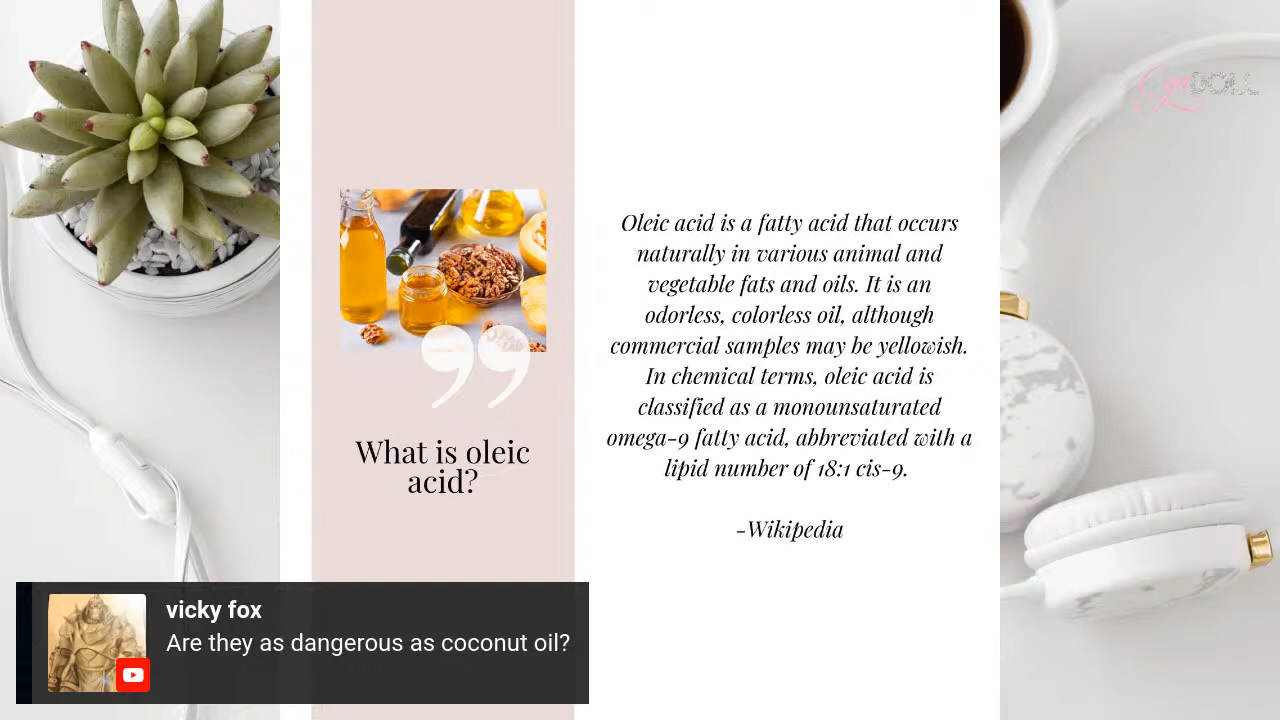 What is oleic
acid?
Oleic acid is a fatty acid that occurs
naturally in various animal and
vegetable fats and oils. It is an
odorless, colorless oil, although
commercial samples may be yellowish.
In chemical terms, oleic acid is
classified as a monounsaturated
omega-9 fatty acid, abbreviated with a
lipid number of 18:1 cis-9.
-Wikipedia
vicky fox
Are they as dangerous as coconut oil?